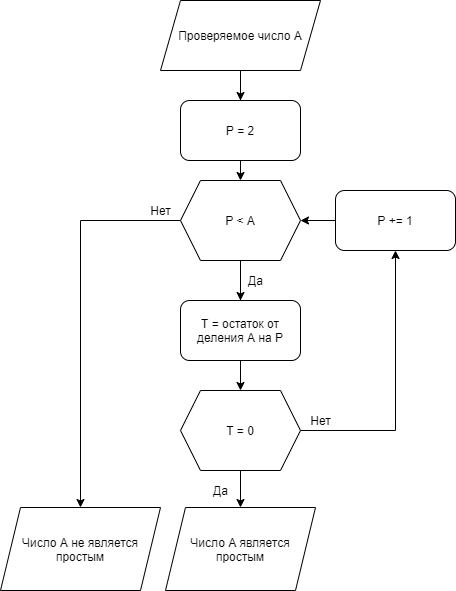 Проверяемое число А
P = 2
Нет
P < A
P += 1
Да
T = остаток от
деления А на P
T = 0
Нет
Да
Число А не является
простым
Число А является
простым